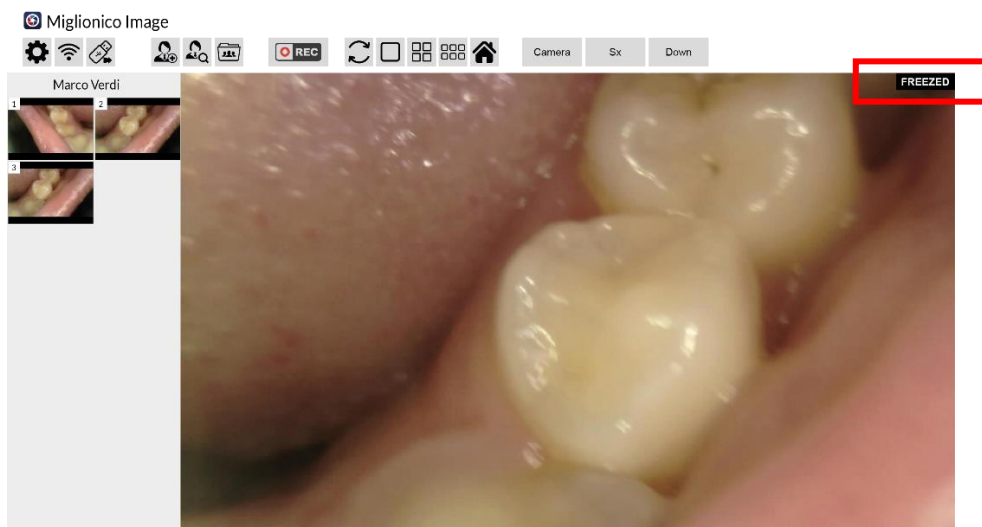 Miglionico Image
REC
Camera Sx Down
Marco Verdi
FREEZED
1 2
3